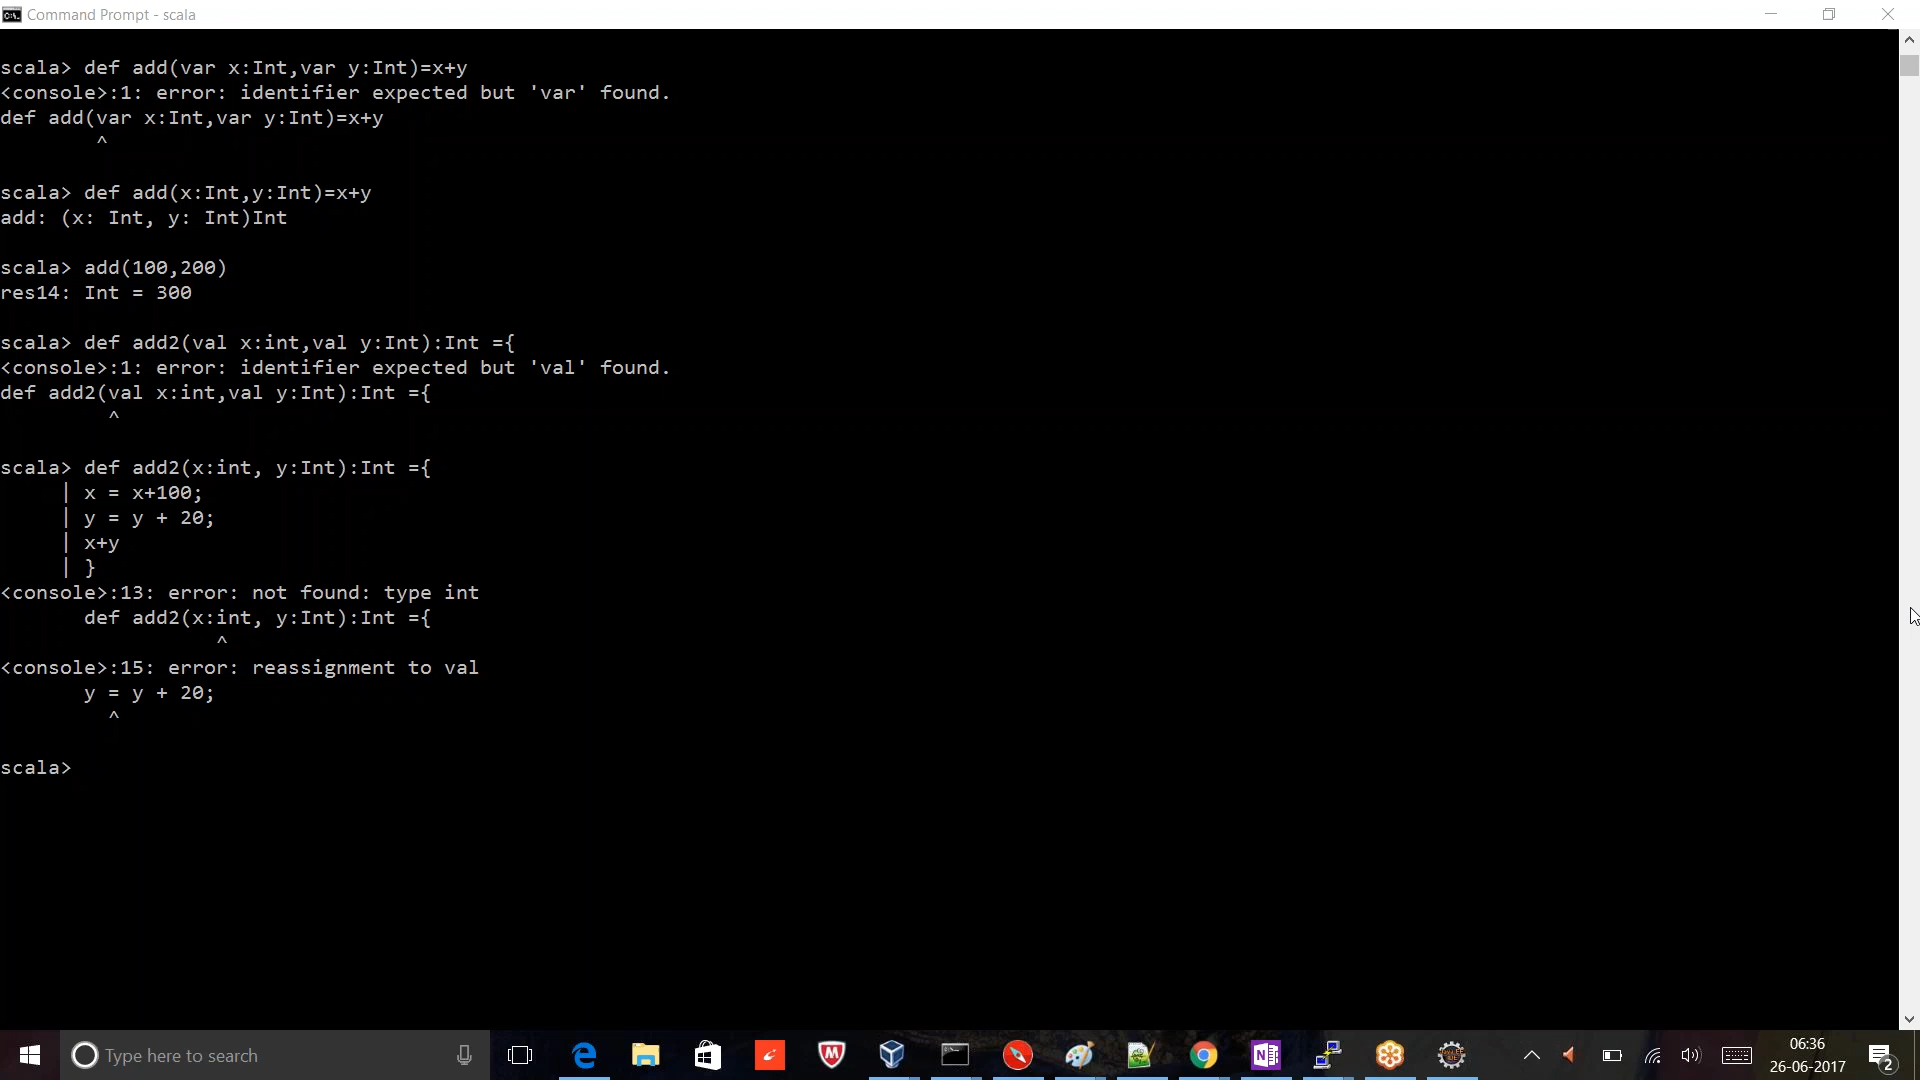 Command Prompt - scala
scala> def add(var x:Int,var y:Int)=x+y
<console>:1: error: identifier expected but 'var' found.
def add(var x:Int,var y:Int)=x+y
        ^
scala> def add(x:Int,y:Int)=x+y
add: (x: Int, y: Int)Int
scala> add(100,200)
res14: Int = 300
scala> def add2(val x:int,val y:Int):Int ={
<console>:1: error: identifier expected but 'val' found.
def add2(val x:int,val y:Int):Int ={
         ^
scala> def add2(x:int, y:Int):Int ={
     | x = x+100;
     | y = y + 20;
     | x+y
     | }
<console>:13: error: not found: type int
       def add2(x:int, y:Int):Int ={
                  ^
<console>:15: error: reassignment to val
       y = y + 20;
         ^
scala>
Type here to search
06:36
26-06-2017
2